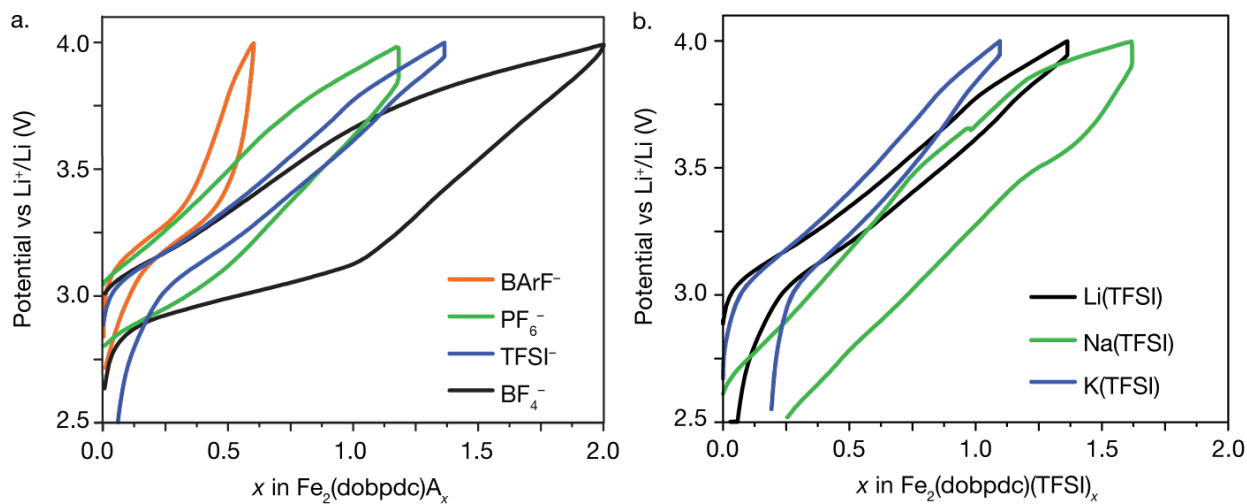 a.
Potential vs Li⁺/Li (V)
4.0
3.5
3.0
2.5
BArF⁻
PF₆⁻
TFSI⁻
BF₄⁻
0.0 0.5 1.0 1.5 2.0
x in Fe₂(dobpdc)Aₓ
b.
Potential vs Li⁺/Li (V)
4.0
3.5
3.0
2.5
Li(TFSI)
Na(TFSI)
K(TFSI)
0.0 0.5 1.0 1.5 2.0
x in Fe₂(dobpdc)(TFSI)ₓ